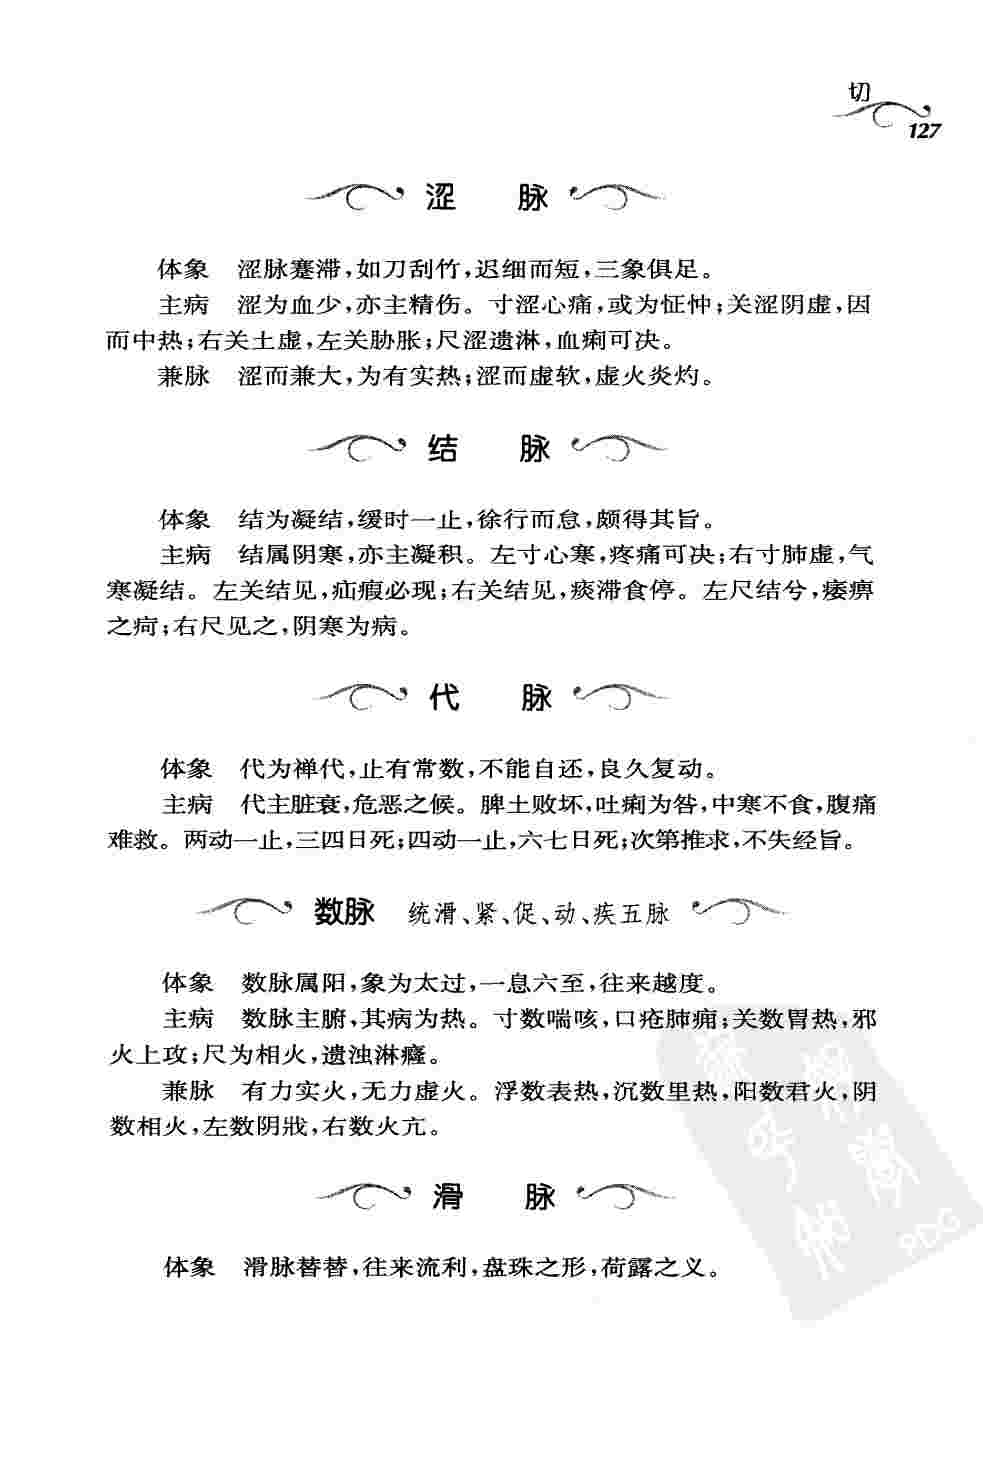 切
127
涩 脉
体象 涩脉蹇滞,如刀刮竹,迟细而短,三象俱足。
主病 涩为血少,亦主精伤。寸涩心痛,或为怔忡;关涩阴虚,因
而中热;右关土虚,左关胁胀;尺涩遗淋,血痢可决。
兼脉 涩而兼大,为有实热;涩而虚软,虚火炎灼。
结 脉
体象 结为凝结,缓时一止,徐行而怠,颇得其旨。
主病 结属阴寒,亦主凝积。左寸心寒,疼痛可决;右寸肺虚,气
寒凝结。左关结见,疝瘕必现;右关结见,痰滞食停。左尺结兮,痿痹
之疴;右尺见之,阴寒为病。
代 脉
体象 代为禅代,止有常数,不能自还,良久复动。
主病 代主脏衰,危恶之候。脾土败坏,吐痢为咎,中寒不食,腹痛
难救。两动一止,三四日死;四动一止,六七日死;次第推求,不失经旨。
数脉 统滑、紧、促、动、疾五脉
体象 数脉属阳,象为太过,一息六至,往来越度。
主病 数脉主腑,其病为热。寸数喘咳,口疮肺痈;关数胃热,邪
火上攻;尺为相火,遗浊淋癃。
兼脉 有力实火,无力虚火。浮数表热,沉数里热,阳数君火,阴
数相火,左数阴戕,右数火亢。
滑 脉
体象 滑脉替替,往来流利,盘珠之形,荷露之义。
PDG